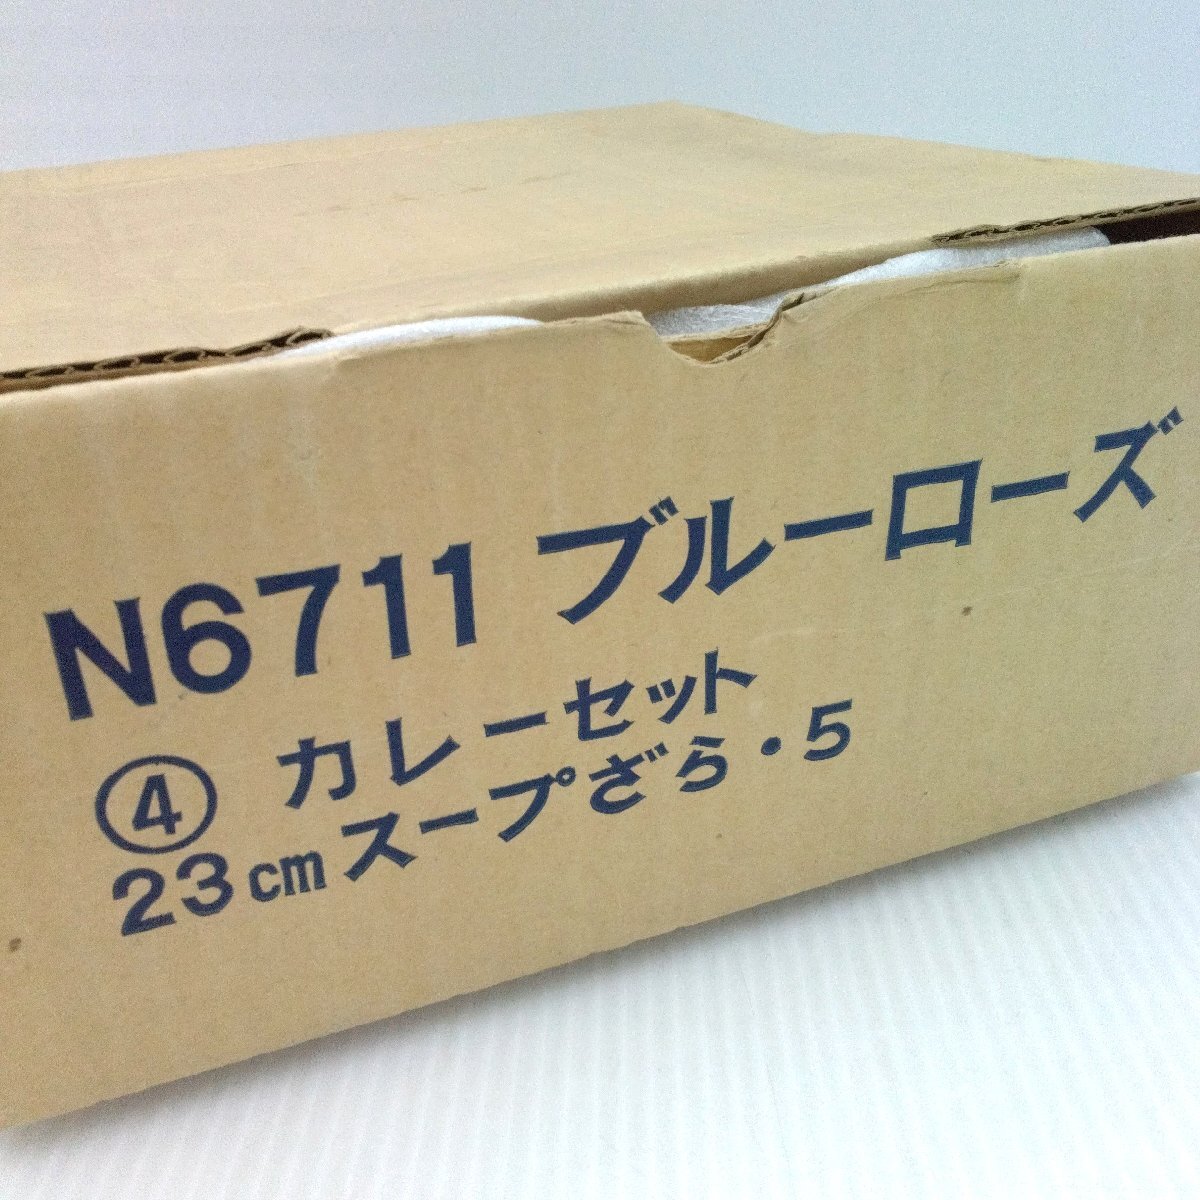 N6711 ブルーローズ
④ カレーセット
23cmスープざら・5